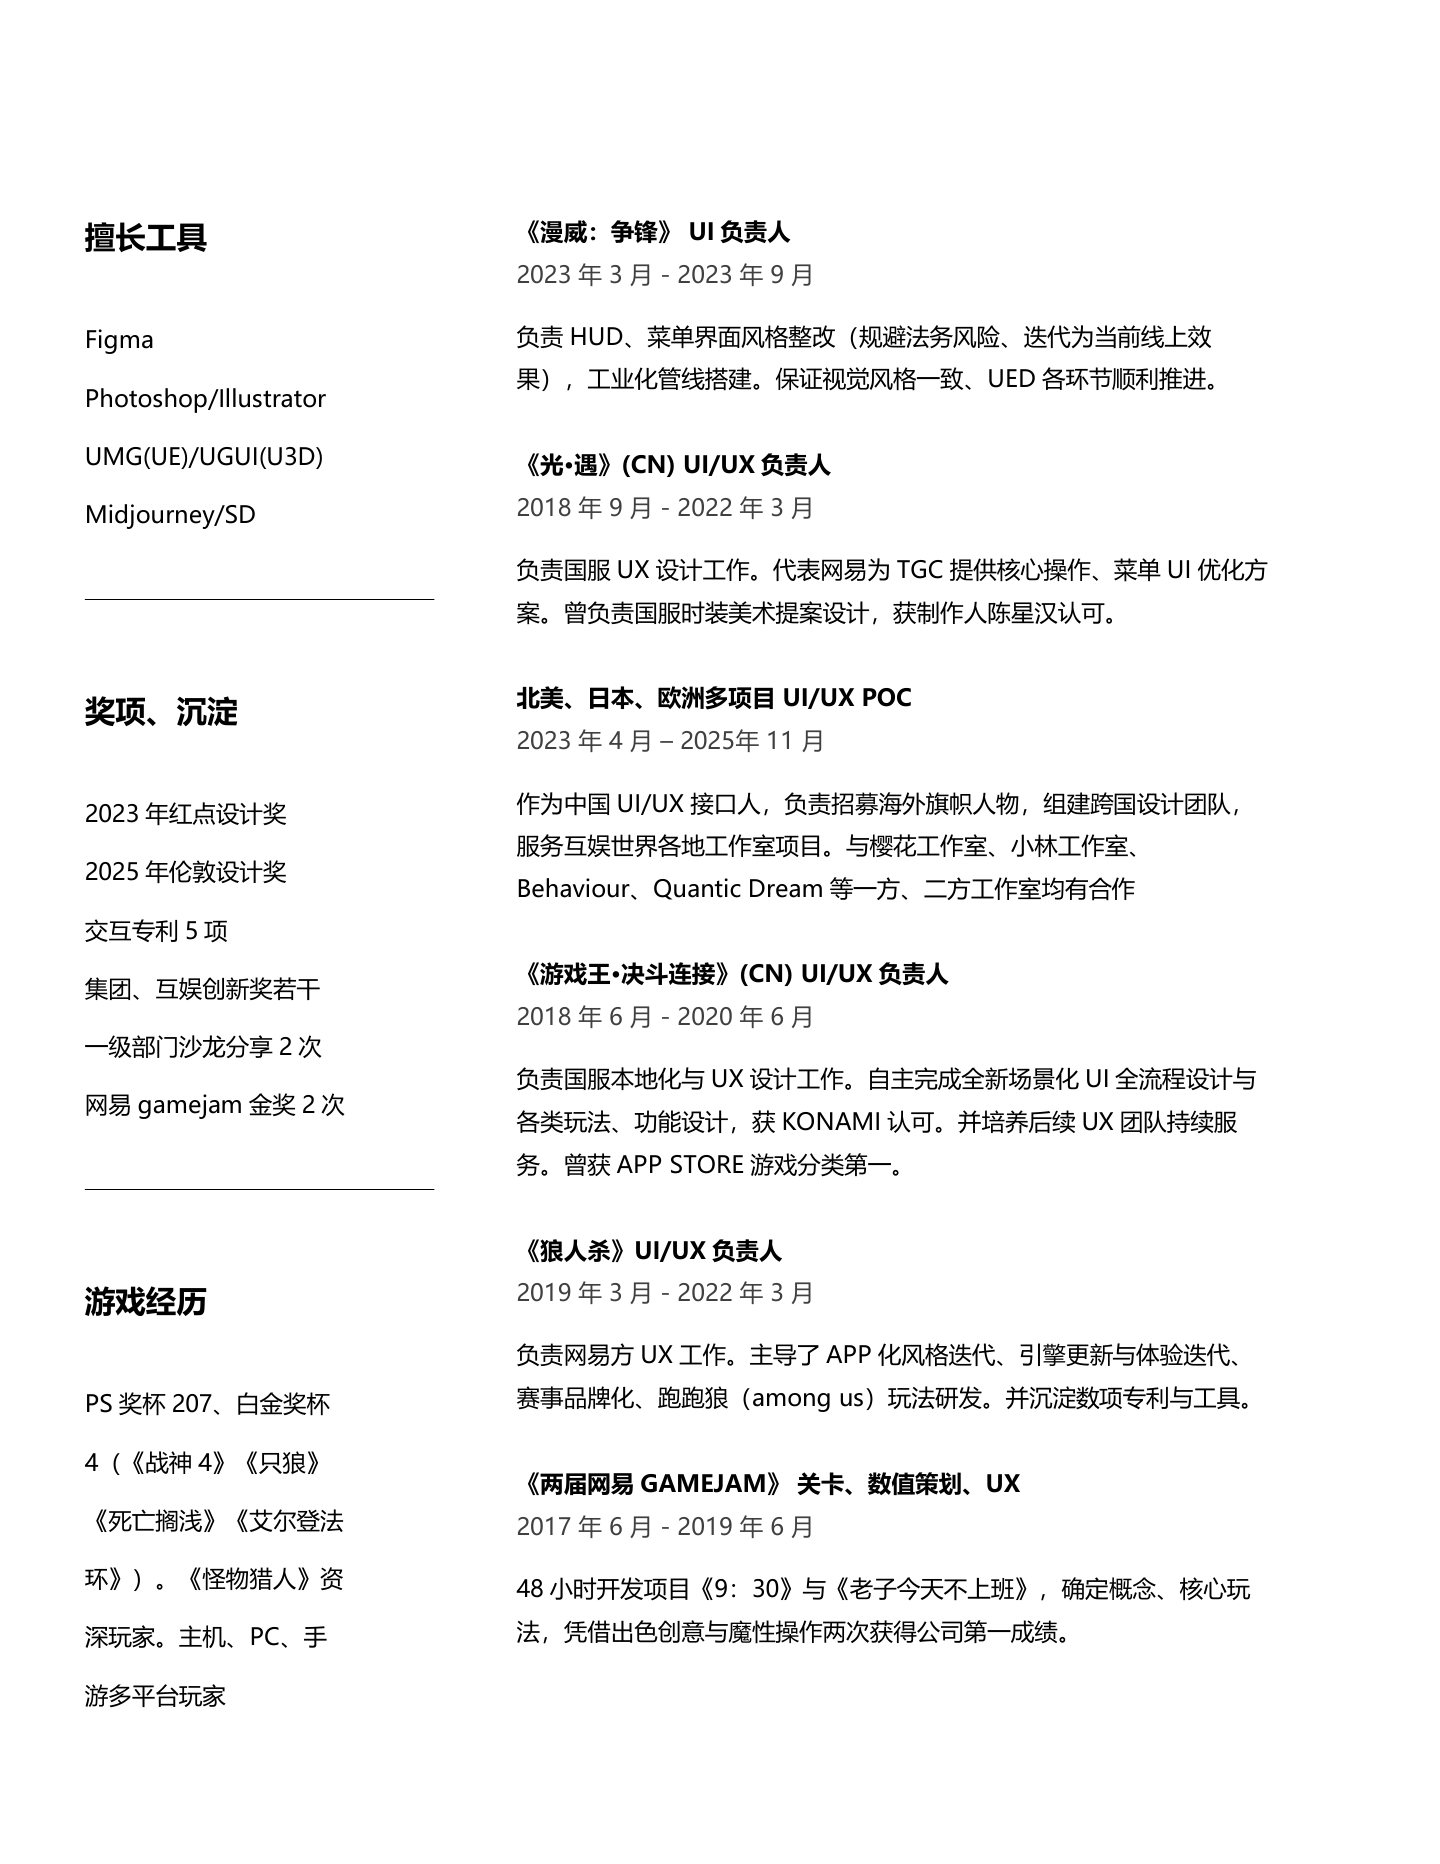 擅长工具
Figma
Photoshop/Illustrator
UMG(UE)/UGUI(U3D)
Midjourney/SD
奖项、沉淀
2023 年红点设计奖
2025 年伦敦设计奖
交互专利 5 项
集团、互娱创新奖若干
一级部门沙龙分享 2 次
网易 gamejam 金奖 2 次
游戏经历
PS 奖杯 207、白金奖杯
4（《战神 4》《只狼》
《死亡搁浅》《艾尔登法
环》）。《怪物猎人》资
深玩家。主机、PC、手
游多平台玩家
《漫威：争锋》 UI 负责人
2023 年 3 月 - 2023 年 9 月
负责 HUD、菜单界面风格整改（规避法务风险、迭代为当前线上效
果），工业化管线搭建。保证视觉风格一致、UED 各环节顺利推进。
《光•遇》(CN) UI/UX 负责人
2018 年 9 月 - 2022 年 3 月
负责国服 UX 设计工作。代表网易为 TGC 提供核心操作、菜单 UI 优化方
案。曾负责国服时装美术提案设计，获制作人陈星汉认可。
北美、日本、欧洲多项目 UI/UX POC
2023 年 4 月 – 2025年 11 月
作为中国 UI/UX 接口人，负责招募海外旗帜人物，组建跨国设计团队，
服务互娱世界各地工作室项目。与樱花工作室、小林工作室、
Behaviour、Quantic Dream 等一方、二方工作室均有合作
《游戏王•决斗连接》(CN) UI/UX 负责人
2018 年 6 月 - 2020 年 6 月
负责国服本地化与 UX 设计工作。自主完成全新场景化 UI 全流程设计与
各类玩法、功能设计，获 KONAMI 认可。并培养后续 UX 团队持续服
务。曾获 APP STORE 游戏分类第一。
《狼人杀》UI/UX 负责人
2019 年 3 月 - 2022 年 3 月
负责网易方 UX 工作。主导了 APP 化风格迭代、引擎更新与体验迭代、
赛事品牌化、跑跑狼（among us）玩法研发。并沉淀数项专利与工具。
《两届网易 GAMEJAM》 关卡、数值策划、UX
2017 年 6 月 - 2019 年 6 月
48 小时开发项目《9：30》与《老子今天不上班》，确定概念、核心玩
法，凭借出色创意与魔性操作两次获得公司第一成绩。